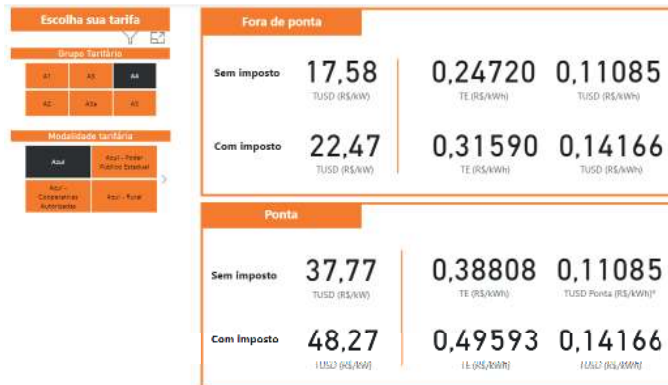 Escolha sua tarifa
Grupo Tarifário
A1 A3 A4
A2 A3a AS
Modalidade tarifária
Azul Azul - Poder Público Estadual
Azul - Cooperativas Autorizadas Azul - Rural
Fora de ponta
Sem imposto 17,58 0,24720 0,11085
TUSD (R$/kW) TE (R$/kWh) TUSD (R$/kWh)
Com imposto 22,47 0,31590 0,14166
TUSD (R$/kW) TE (R$/kWh) TUSD (R$/kWh)
Ponta
Sem imposto 37,77 0,38808 0,11085
TUSD (R$/kW) TE (R$/kWh) TUSD Ponta (R$/kWh)*
Com Imposto 48,27 0,49593 0,14166
TUSD (R$/kW) TE (R$/kWh) TUSD (R$/kWh)